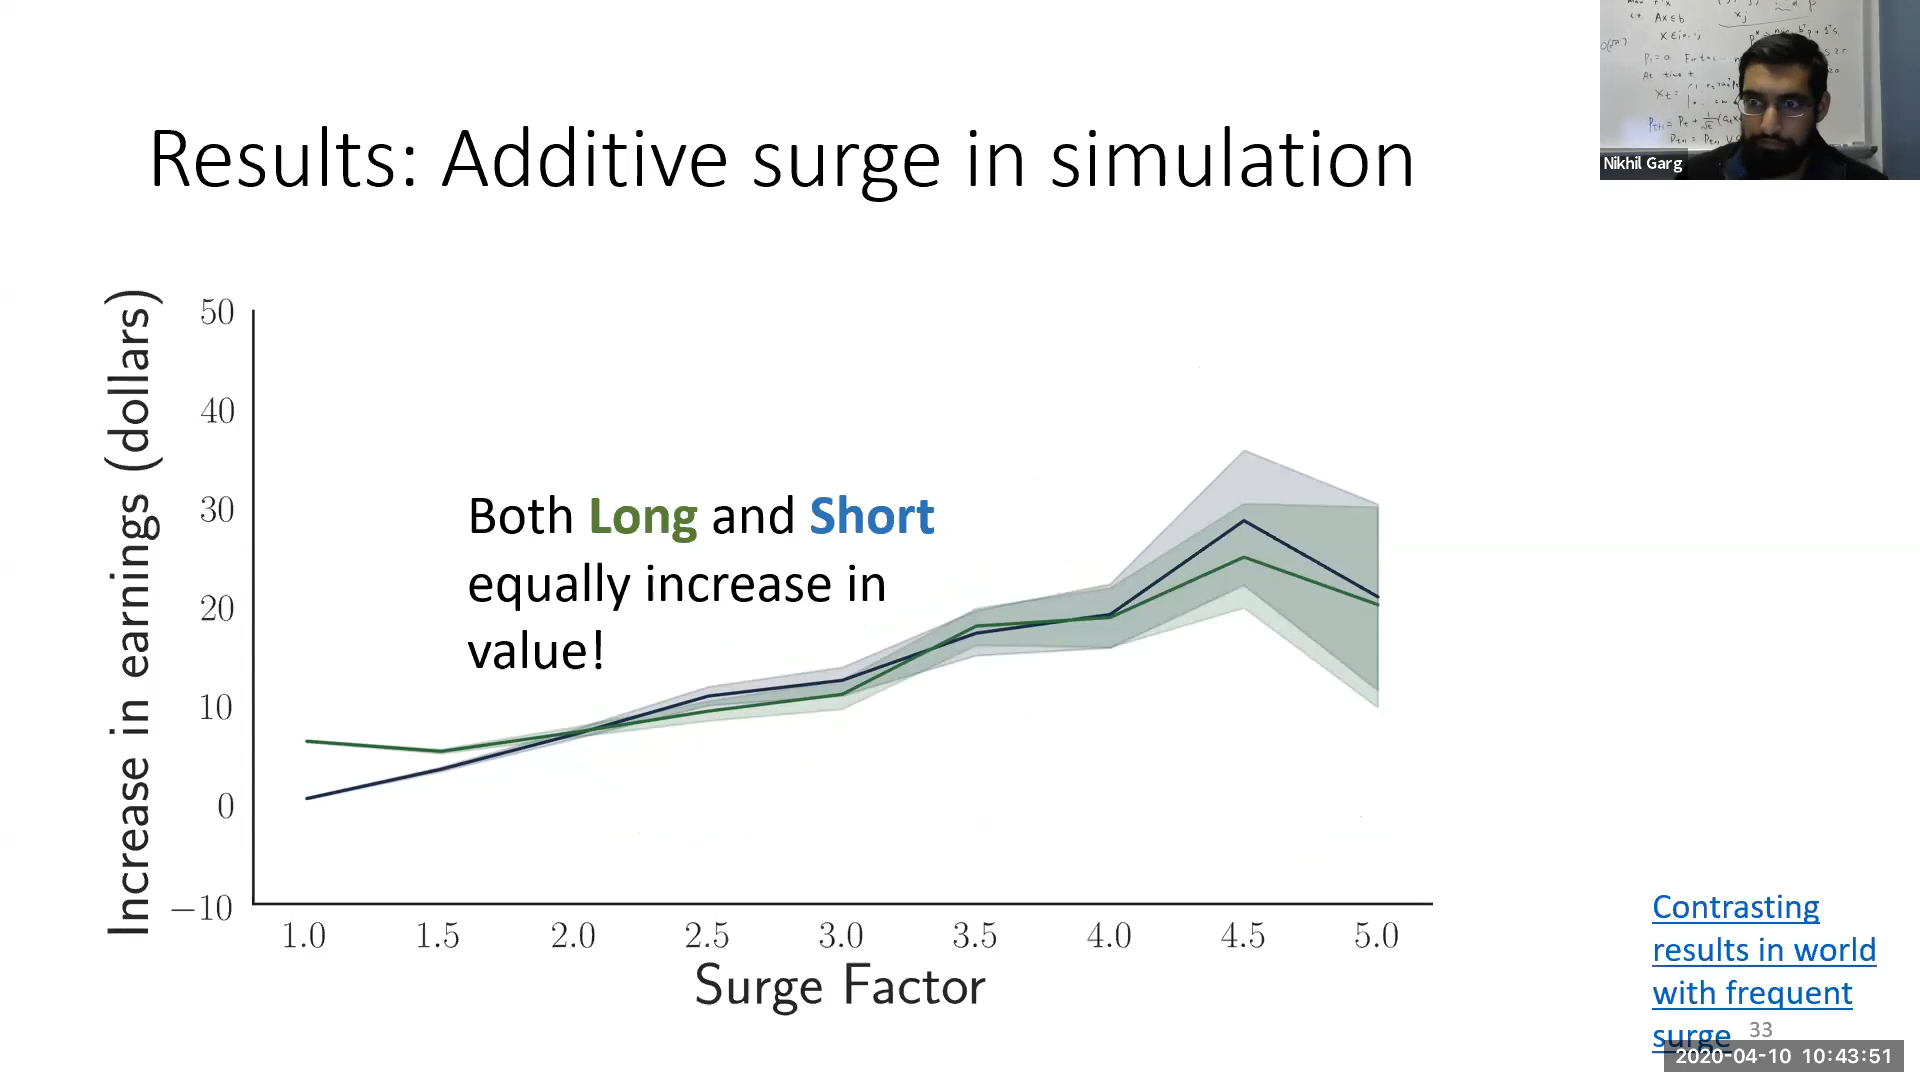 Results: Additive surge in simulation
Nikhil Garg
Increase in earnings (dollars)
50
40
30
20
10
0
−10
Both Long and Short
equally increase in
value!
1.0 1.5 2.0 2.5 3.0 3.5 4.0 4.5 5.0
Surge Factor
Contrasting
results in world
with frequent
surge
33
2020-04-10 10:43:51